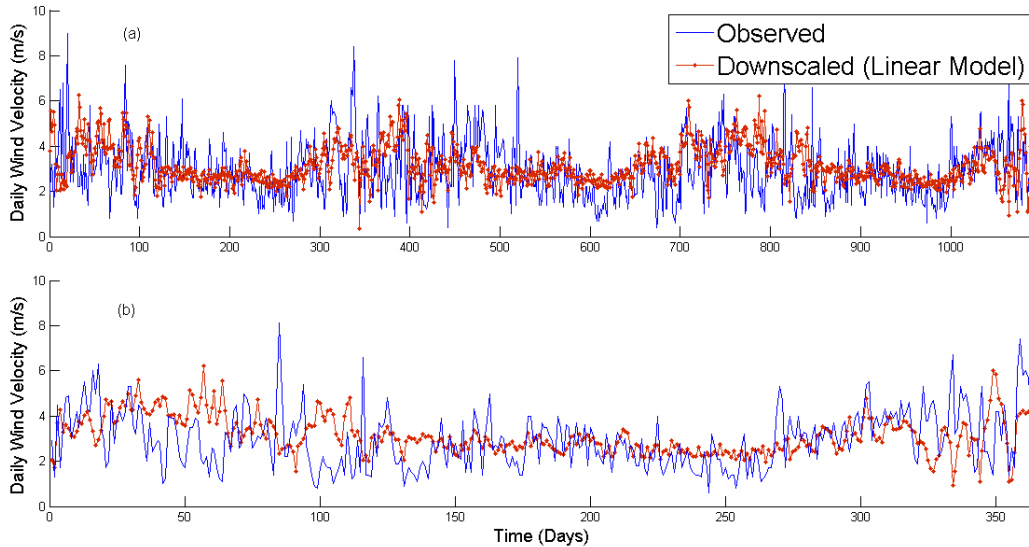 10
(a)
Observed
Downscaled (Linear Model)
8
6
4
2
0
Daily Wind Velocity (m/s)
100 200 300 400 500 600 700 800 900 1000
10
(b)
8
6
4
2
0
Daily Wind Velocity (m/s)
0 50 100 150 200 250 300 350
Time (Days)